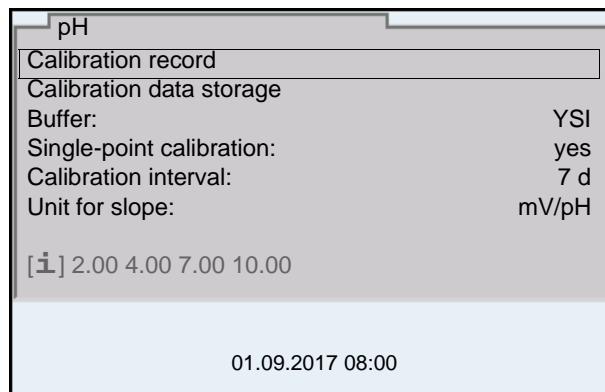 pH
Calibration record
Calibration data storage
Buffer: YSI
Single-point calibration: yes
Calibration interval: 7 d
Unit for slope: mV/pH
[i] 2.00 4.00 7.00 10.00
01.09.2017 08:00